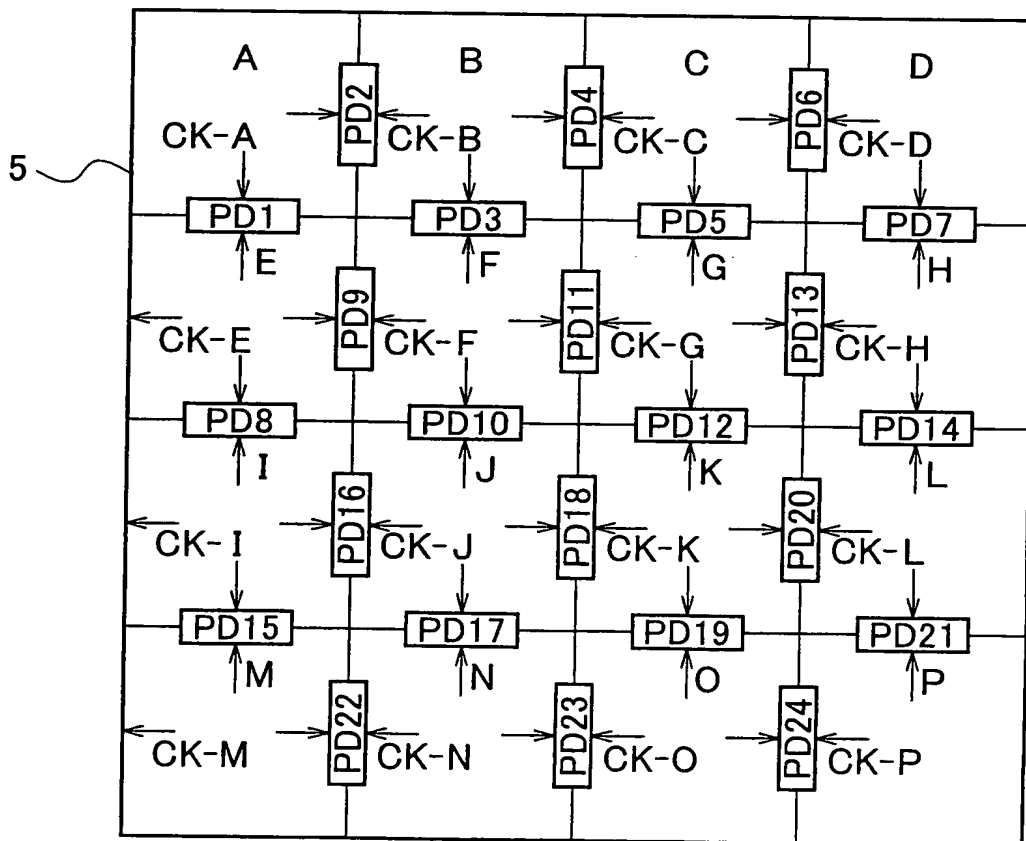 A B C D
PD2 PD4 PD6
CK-A CK-B CK-C CK-D
5
PD1 PD3 PD5 PD7
E F G H
PD9 PD11 PD13
CK-E CK-F CK-G CK-H
PD8 PD10 PD12 PD14
I J K L
PD16 PD18 PD20
CK-I CK-J CK-K CK-L
PD15 PD17 PD19 PD21
M N O P
PD22 PD23 PD24
CK-M CK-N CK-O CK-P